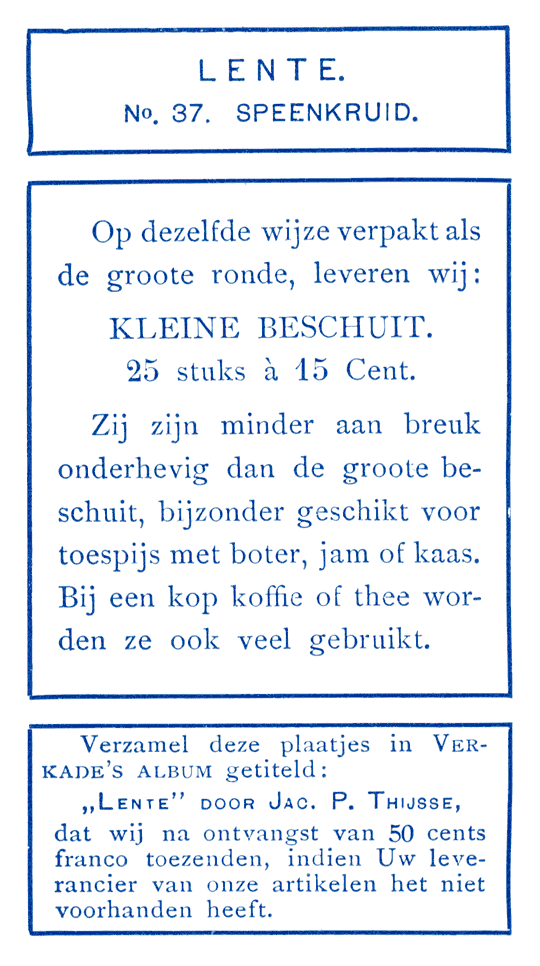 LENTE.
No. 37. SPEENKRUID.
Op dezelfde wijze verpakt als
de groote ronde, leveren wij:
KLEINE BESCHUIT.
25 stuks à 15 Cent.
Zij zijn minder aan breuk
onderhevig dan de groote be-
schuit, bijzonder geschikt voor
toespijs met boter, jam of kaas.
Bij een kop koffie of thee wor-
den ze ook veel gebruikt.
Verzamel deze plaatjes in VER-
KADE'S ALBUM getiteld:
„LENTE” DOOR JAC. P. THIJSSE,
dat wij na ontvangst van 50 cents
franco toezenden, indien Uw leve-
rancier van onze artikelen het niet
voorhanden heeft.